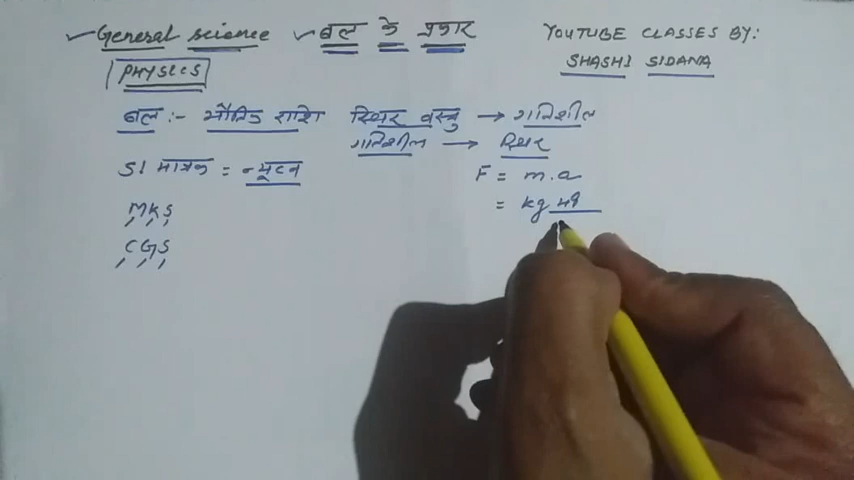 General science बल के प्रकार YOUTUBE CLASSES BY:
PHYSICS SHASHI SIDANA
बल :- भौतिक राशि स्थिर वस्तु → गतिशील
गतिशील → स्थिर
SI मात्रक = न्यूटन F = m.a
MKS = kg मी
CGS